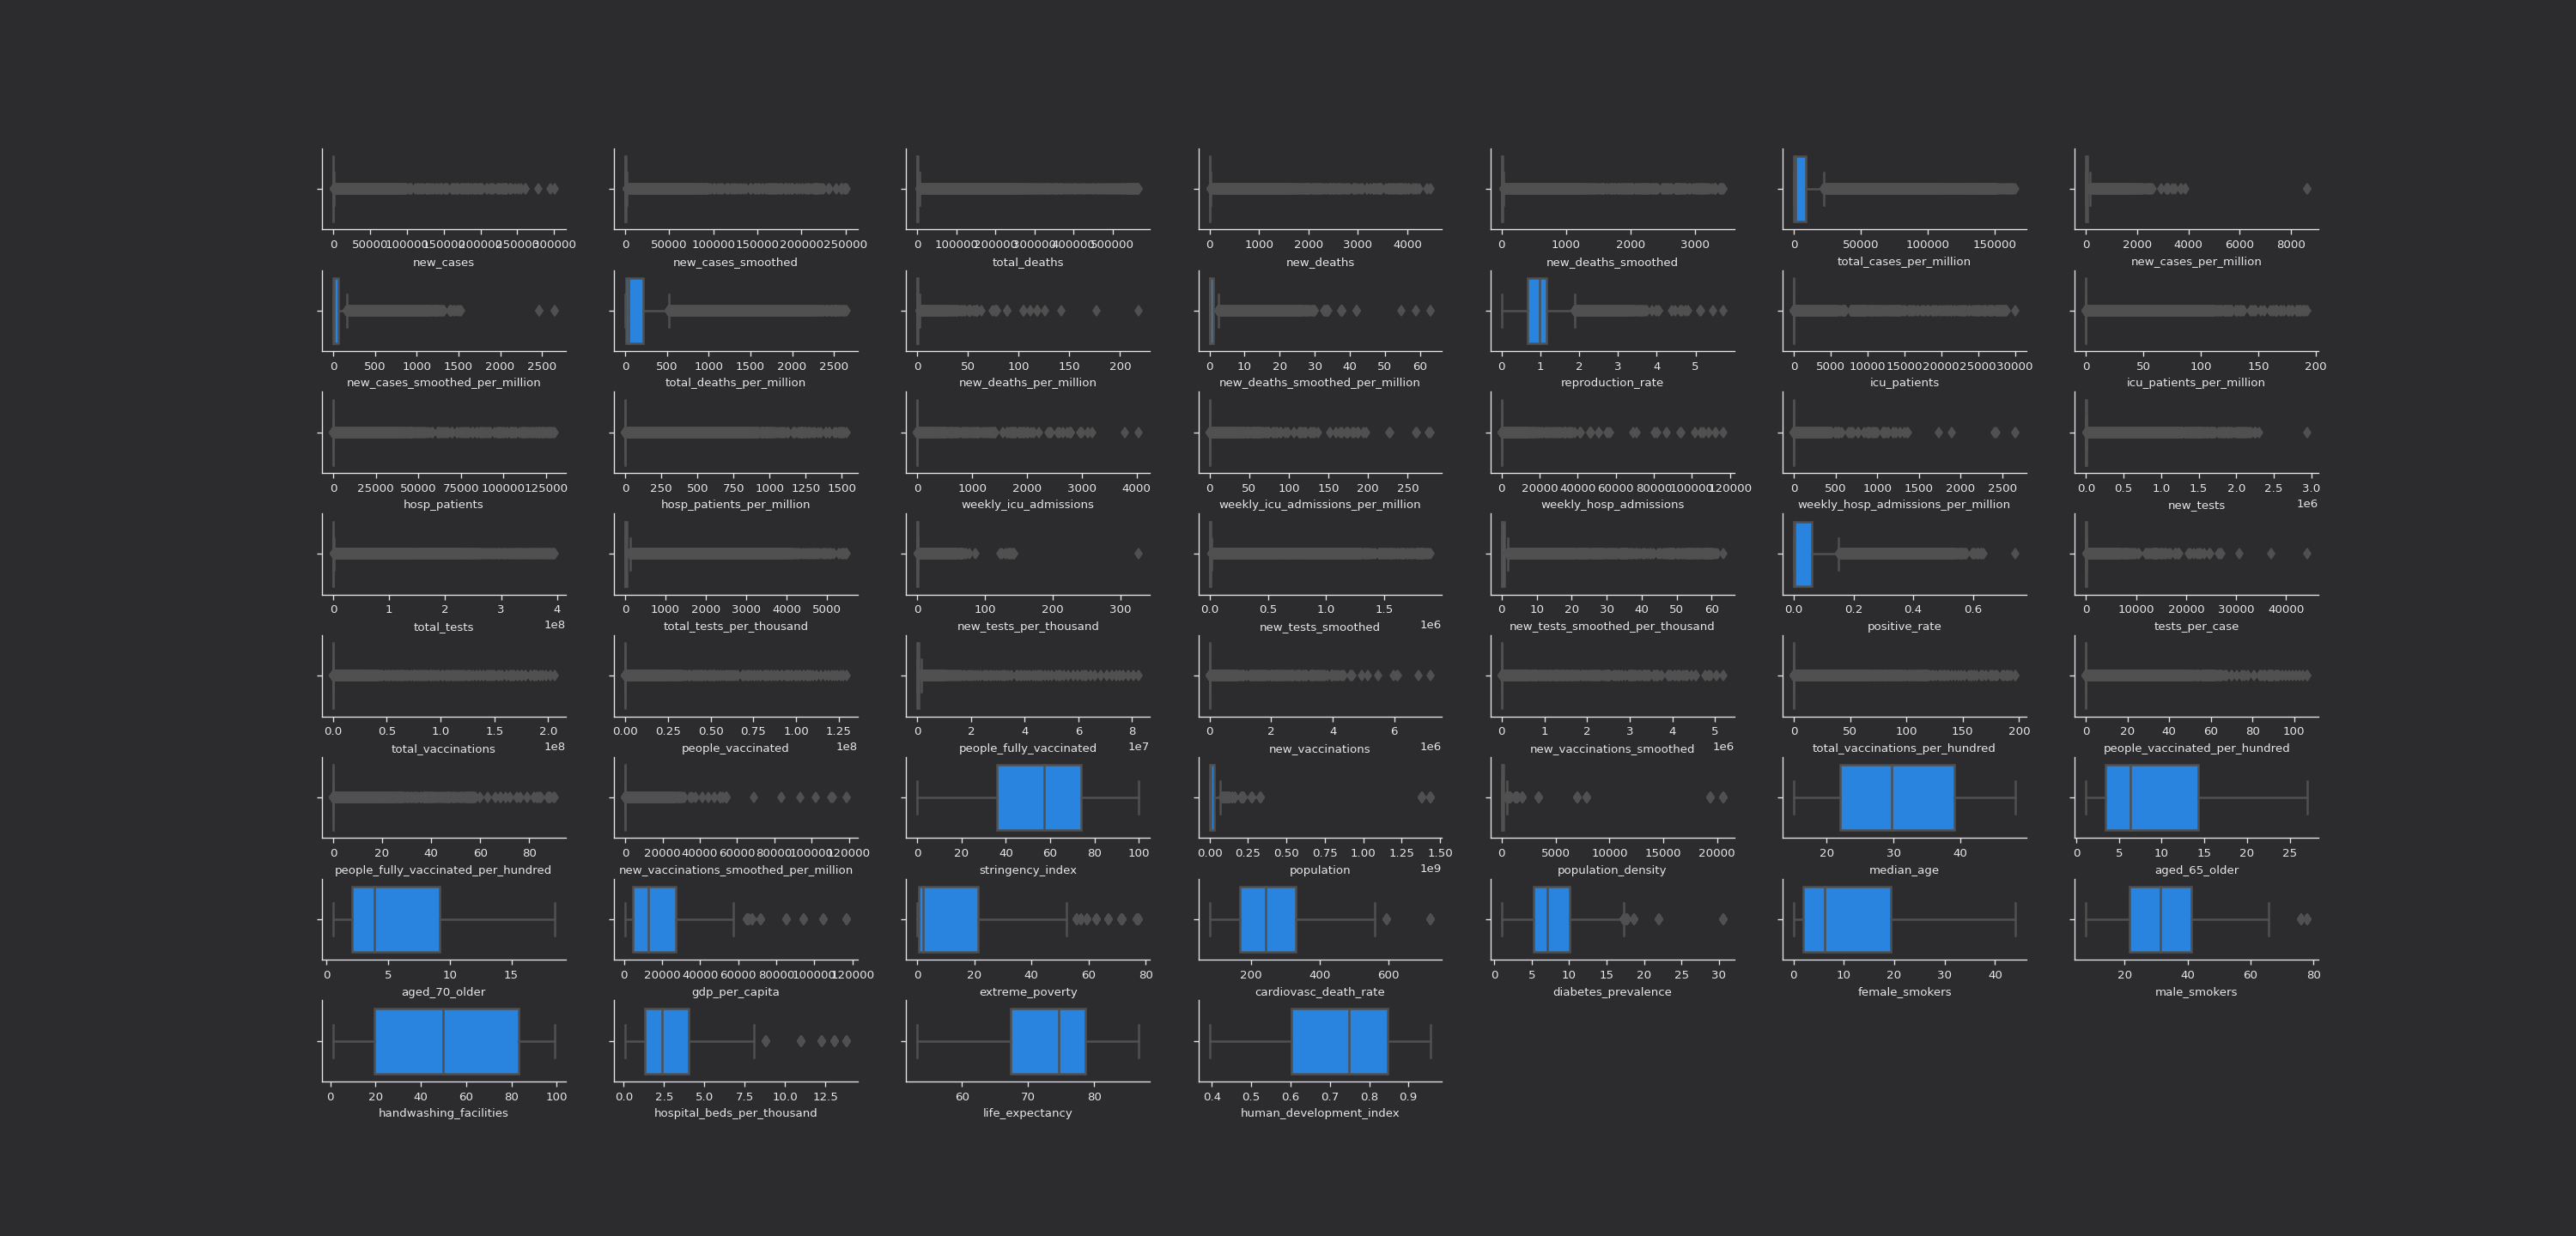 0 50000 100000 150000 200000 250000 300000
0 50000 100000 150000 200000 250000
0 100000 200000 300000 400000 500000
0 1000 2000 3000 4000
0 1000 2000 3000
0 50000 100000 150000
0 2000 4000 6000 8000
new_cases
new_cases_smoothed
total_deaths
new_deaths
new_deaths_smoothed
total_cases_per_million
new_cases_per_million
0 500 1000 1500 2000 2500
0 500 1000 1500 2000 2500
0 50 100 150 200
0 10 20 30 40 50 60
0 1 2 3 4 5
0 5000 10000 15000 20000 25000 30000
0 50 100 150 200
new_cases_smoothed_per_million
total_deaths_per_million
new_deaths_per_million
new_deaths_smoothed_per_million
reproduction_rate
icu_patients
icu_patients_per_million
0 25000 50000 75000 100000 125000
0 250 500 750 1000 1250 1500
0 1000 2000 3000 4000
0 50 100 150 200 250
0 20000 40000 60000 80000 100000 120000
0 500 1000 1500 2000 2500
0.0 0.5 1.0 1.5 2.0 2.5 3.0
hosp_patients
hosp_patients_per_million
weekly_icu_admissions
weekly_icu_admissions_per_million
weekly_hosp_admissions
weekly_hosp_admissions_per_million
new_tests 1e6
0 1 2 3 4
0 1000 2000 3000 4000 5000
0 100 200 300
0.0 0.5 1.0 1.5
0 10 20 30 40 50 60
0.0 0.2 0.4 0.6
0 10000 20000 30000 40000
total_tests 1e8
total_tests_per_thousand
new_tests_per_thousand
new_tests_smoothed 1e6
new_tests_smoothed_per_thousand
positive_rate
tests_per_case
0.0 0.5 1.0 1.5 2.0
0.00 0.25 0.50 0.75 1.00 1.25
0 2 4 6 8
0 2 4 6
0 1 2 3 4 5
0 50 100 150 200
0 20 40 60 80 100
total_vaccinations 1e8
people_vaccinated 1e8
people_fully_vaccinated 1e7
new_vaccinations 1e6
new_vaccinations_smoothed 1e6
total_vaccinations_per_hundred
people_vaccinated_per_hundred
0 20 40 60 80
0 20000 40000 60000 80000 100000 120000
0 20 40 60 80 100
0.00 0.25 0.50 0.75 1.00 1.25 1.50
0 5000 10000 15000 20000
20 30 40
0 5 10 15 20 25
people_fully_vaccinated_per_hundred
new_vaccinations_smoothed_per_million
stringency_index
population 1e9
population_density
median_age
aged_65_older
0 5 10 15
0 20000 40000 60000 80000 100000 120000
0 20 40 60 80
200 400 600
0 5 10 15 20 25 30
0 10 20 30 40
20 40 60 80
aged_70_older
gdp_per_capita
extreme_poverty
cardiovasc_death_rate
diabetes_prevalence
female_smokers
male_smokers
0 20 40 60 80 100
0.0 2.5 5.0 7.5 10.0 12.5
60 70 80
0.4 0.5 0.6 0.7 0.8 0.9
handwashing_facilities
hospital_beds_per_thousand
life_expectancy
human_development_index